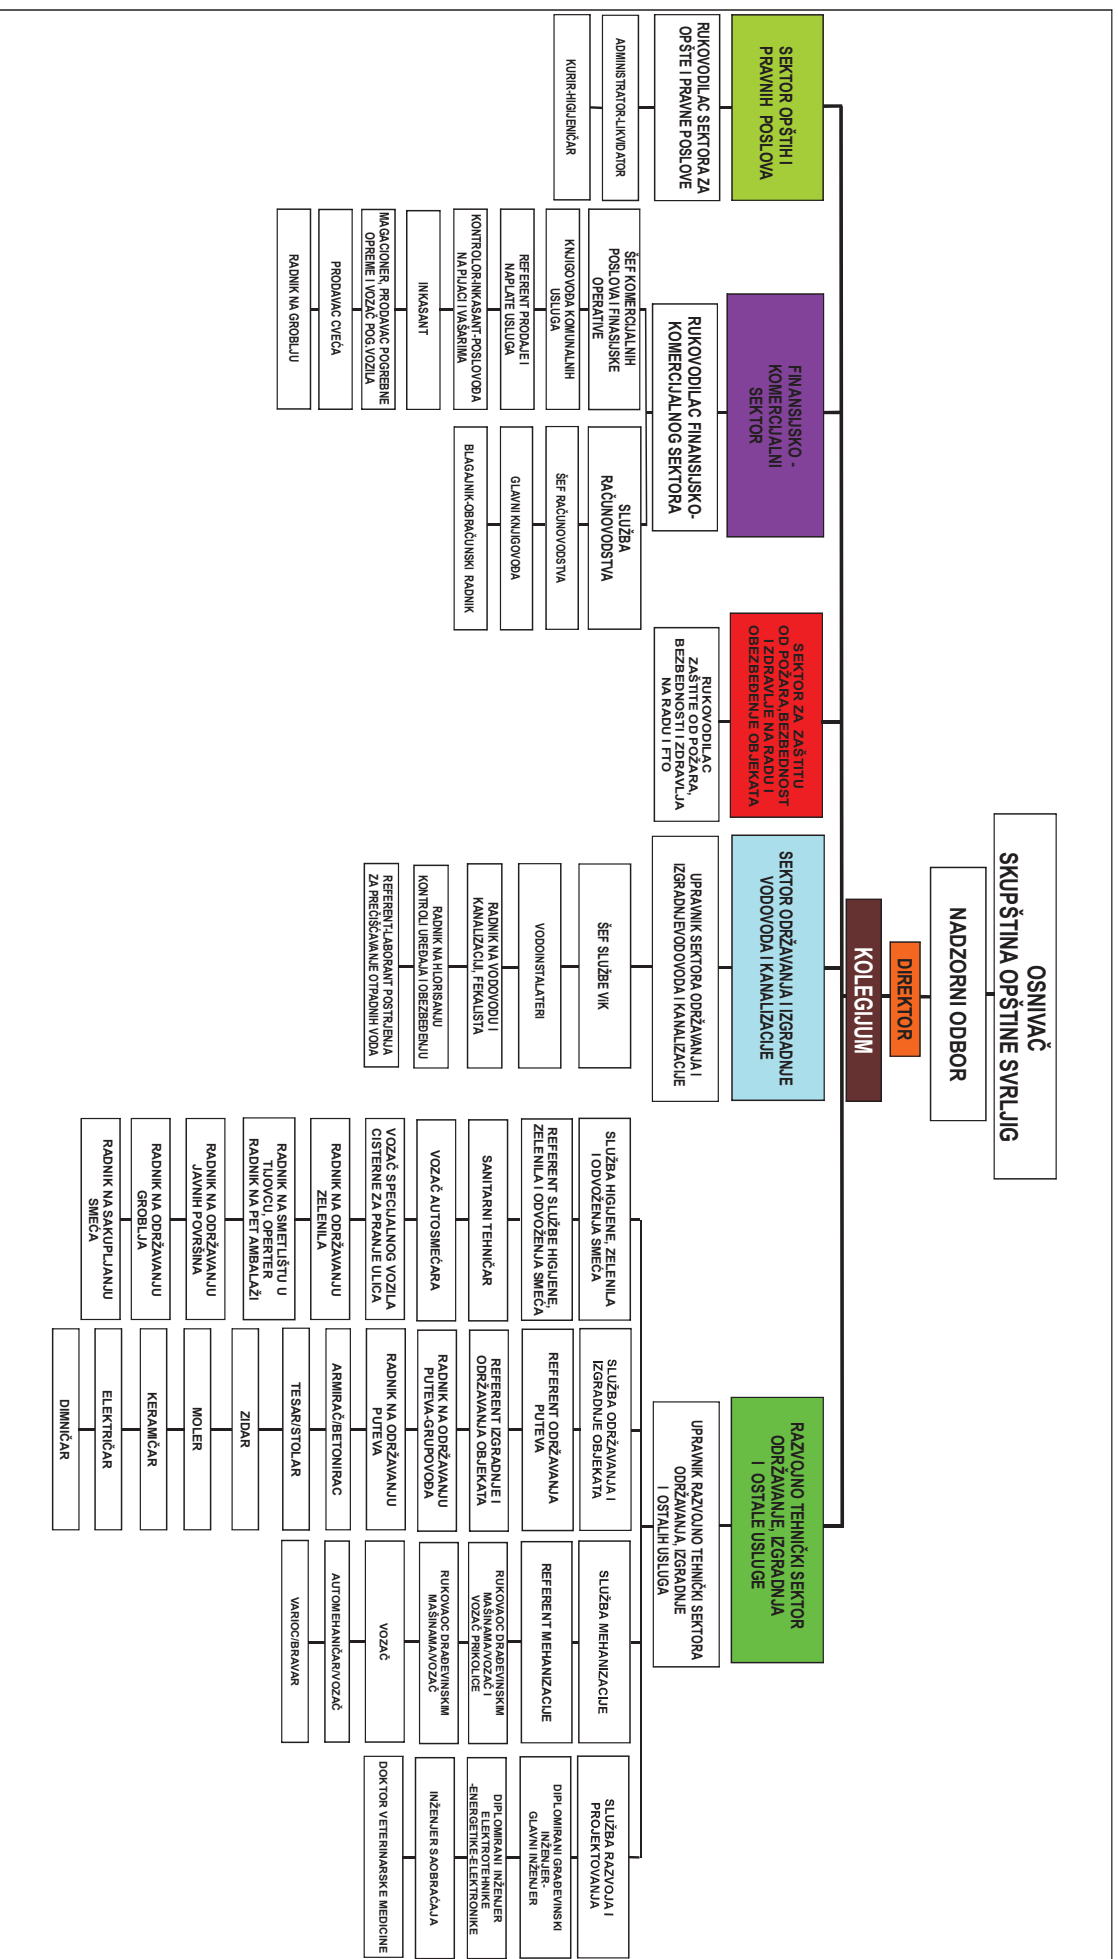 OSNIVAČ
SKUPŠTINA OPŠTINE SVRLJIG
NADZORNI ODBOR
DIREKTOR
KOLEGIJUM
SEKTOR OPŠTIH I
PRAVNIH POSLOVA
RUKOVODILAC SEKTORA ZA
OPŠTE I PRAVNE POSLOVE
ADMINISTRATOR-LIKVIDATOR
KURIR-HIGIJENIČAR
FINANSIJSKO -
KOMERCIJALNI
SEKTOR
RUKOVODILAC FINANSIJSKO-
KOMERCIJALNOG SEKTORA
ŠEF KOMERCIJALNIH
POSLOVA I FINASIJSKE
OPERATIVE
KNJIGOVOĐA KOMUNALNIH
USLUGA
REFERENT PRODAJE I
NAPLATE USLUGA
KONTROLOR-INKASANT-POSLOVOĐA
NA PIJACI I VAŠARIMA
INKASANT
MAGACIONER, PRODAVAC POGREBNE
OPREME I VOZAČ POG.VOZILA
PRODAVAC CVEĆA
RADNIK NA GROBLJU
SLUŽBA
RAČUNOVODSTVA
ŠEF RAČUNOVODSTVA
GLAVNI KNJIGOVOĐA
BLAGAJNIK-OBRAČUNSKI RADNIK
SEKTOR ZA ZAŠTITU
OD POŽARA,BEZBEDNOST
I ZDRAVLJE NA RADU I
OBEZBEĐENJE OBJEKATA
RUKOVODILAC
ZAŠTITE OD POŽARA,
BEZBEDNOSTI I ZDRAVLJA
NA RADU I FTO
SEKTOR ODRŽAVANJA I IZGRADNJE
VODOVODA I KANALIZACIJE
UPRAVNIK SEKTORA ODRŽAVANJA I
IZGRADNJEVODOVODA I KANALIZACIJE
ŠEF SLUŽBE VIK
VODOINSTALATERI
RADNIK NA VODOVODU I
KANALIZACIJI, FEKALISTA
RADNIK NA HLORISANJU
KONTROLI UREĐAJA I OBEZBEĐENJU
REFERENT-LABORANT POSTRJENJA
ZA PREČIŠĆAVANJE OTPADNIH VODA
RAZVOJNO TEHNIČKI SEKTOR
ODRŽAVANJE, IZGRADNJA
I OSTALE USLUGE
UPRAVNIK RAZVOJNO TEHNIČKI SEKTORA
ODRŽAVANJA, IZGRADNJE
I OSTALIH USLUGA
SLUŽBA HIGIJENE, ZELENILA
I ODVOŽENJA SMEĆA
REFERENT SLUŽBE HIGIJENE,
ZELENILA I ODVOŽENJA SMEĆA
SANITARNI TEHNIČAR
VOZAČ AUTOSMEĆARA
VOZAČ SPECIJALNOG VOZILA
CISTERNE ZA PRANJE ULICA
RADNIK NA ODRŽAVANJU
ZELENILA
RADNIK NA SMETLIŠTU U
TIJOVCU, OPERTER
RADNIK NA PET AMBALAŽI
RADNIK NA ODRŽAVANJU
JAVNIH POVRŠINA
RADNIK NA ODRŽAVANJU
GROBLJA
RADNIK NA SAKUPLJANJU
SMEĆA
SLUŽBA ODRŽAVANJA I
IZGRADNJE OBJEKATA
REFERENT ODRŽAVANJA
PUTEVA
REFERENT IZGRADNJE I
ODRŽAVANJA OBJEKATA
RADNIK NA ODRŽAVANJU
PUTEVA-GRUPOVOĐA
RADNIK NA ODRŽAVANJU
PUTEVA
ARMIRAČ/BETONIRAC
TESAR/STOLAR
ZIDAR
MOLER
KERAMIČAR
ELEKTRIČAR
DIMNIČAR
SLUŽBA MEHANIZACIJE
REFERENT MEHANIZACIJE
RUKOVAOC DRAĐEVINSKIM
MAŠINAMA/VOZAČ I
VOZAČ PRIKOLICE
RUKOVAOC DRAĐEVINSKIM
MAŠINAMA/VOZAČ
VOZAČ
AUTOMEHANIČAR/VOZAČ
VARIOC/BRAVAR
SLUŽBA RAZVOJA I
PROJEKTOVANJA
DIPLOMIRANI GRAĐEVINSKI
INŽENJER-
GLAVNI INŽENJER
DIPLOMIRANI INŽENJER
ELEKTROTEHNIKE
-ENERGETIKE-ELEKTRONIKE
INŽENJER SAOBRAĆAJA
DOKTOR VETERINARSKE MEDICINE